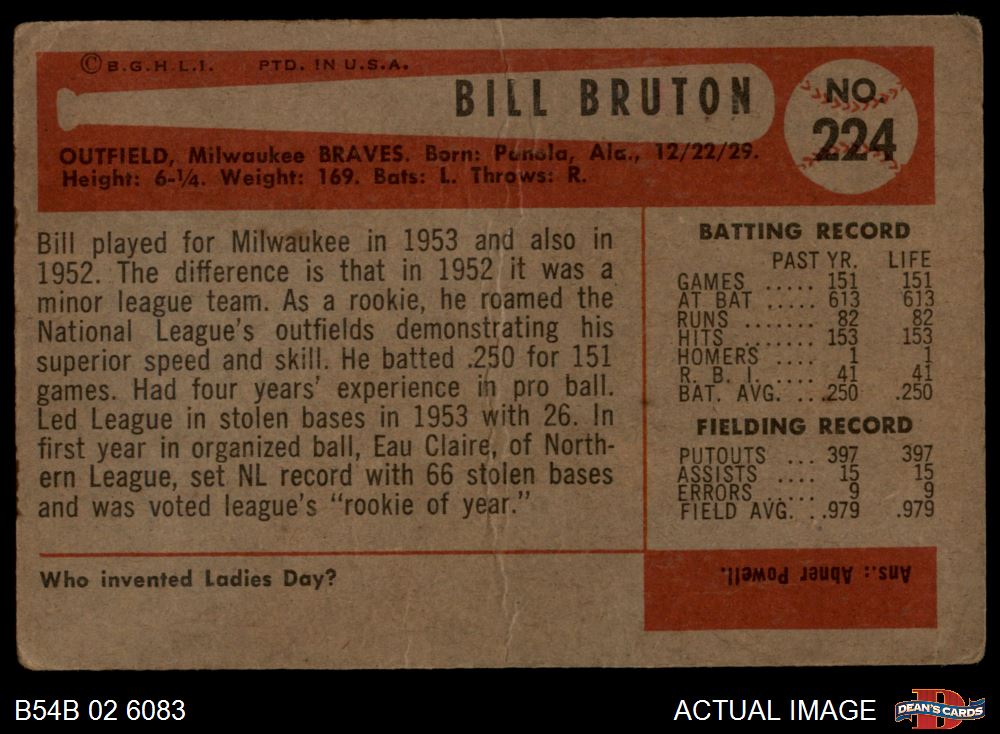 © B.G.H.L.I. PTD. IN U.S.A.
BILL BRUTON
NO.
224
OUTFIELD, Milwaukee BRAVES. Born: Panola, Ala., 12/22/29.
Height: 6-¼. Weight: 169. Bats: L. Throws: R.
Bill played for Milwaukee in 1953 and also in
1952. The difference is that in 1952 it was a
minor league team. As a rookie, he roamed the
National League's outfields demonstrating his
superior speed and skill. He batted .250 for 151
games. Had four years' experience in pro ball.
Led League in stolen bases in 1953 with 26. In
first year in organized ball, Eau Claire, of North-
ern League, set NL record with 66 stolen bases
and was voted league's "rookie of year."
BATTING RECORD
PAST YR. LIFE
GAMES ..... 151 151
AT BAT ..... 613 613
RUNS ....... 82 82
HITS ....... 153 153
HOMERS .... 1 1
R. B. I. .... 41 41
BAT. AVG. ...250 .250
FIELDING RECORD
PUTOUTS ... 397 397
ASSISTS .... 15 15
ERRORS .... 9 9
FIELD AVG. ..979 .979
Who invented Ladies Day?
Ans.: Abner Powell.
B54B 02 6083
ACTUAL IMAGE
D
DEAN'S CARDS